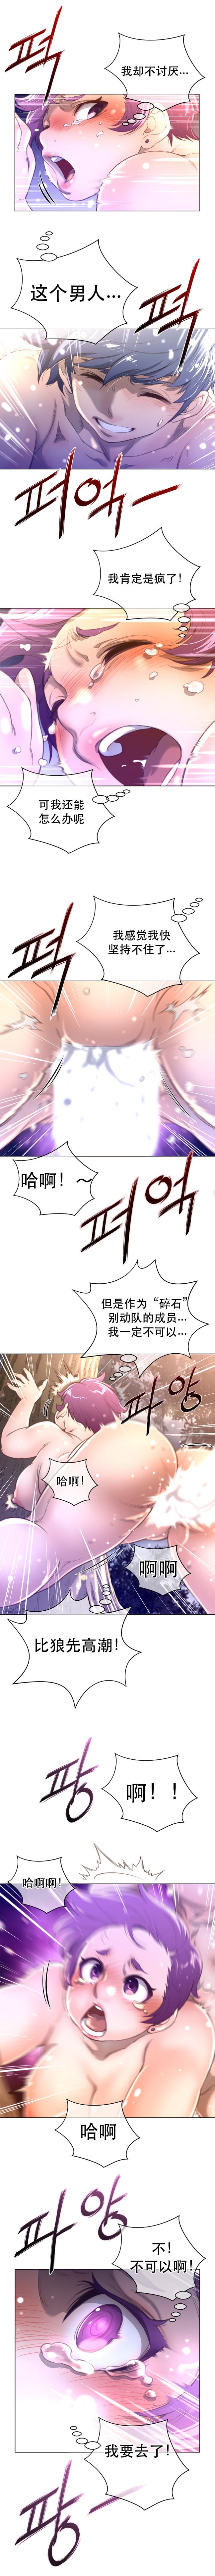 퍽
我却不讨厌...
这个男人...
퍽
퍼억ー
我肯定是疯了!
可我还能
怎么办呢
我感觉我快
坚持不住了...
퍽
哈啊! ~
퍼억
但是作为“碎石”
别动队的成员...
我一定不可以...
파앙
哈啊!
啊啊
比狼先高潮!
팡
啊! !
哈啊啊!
哈啊
파앙
不!
不可以啊!
我要去了!
팡